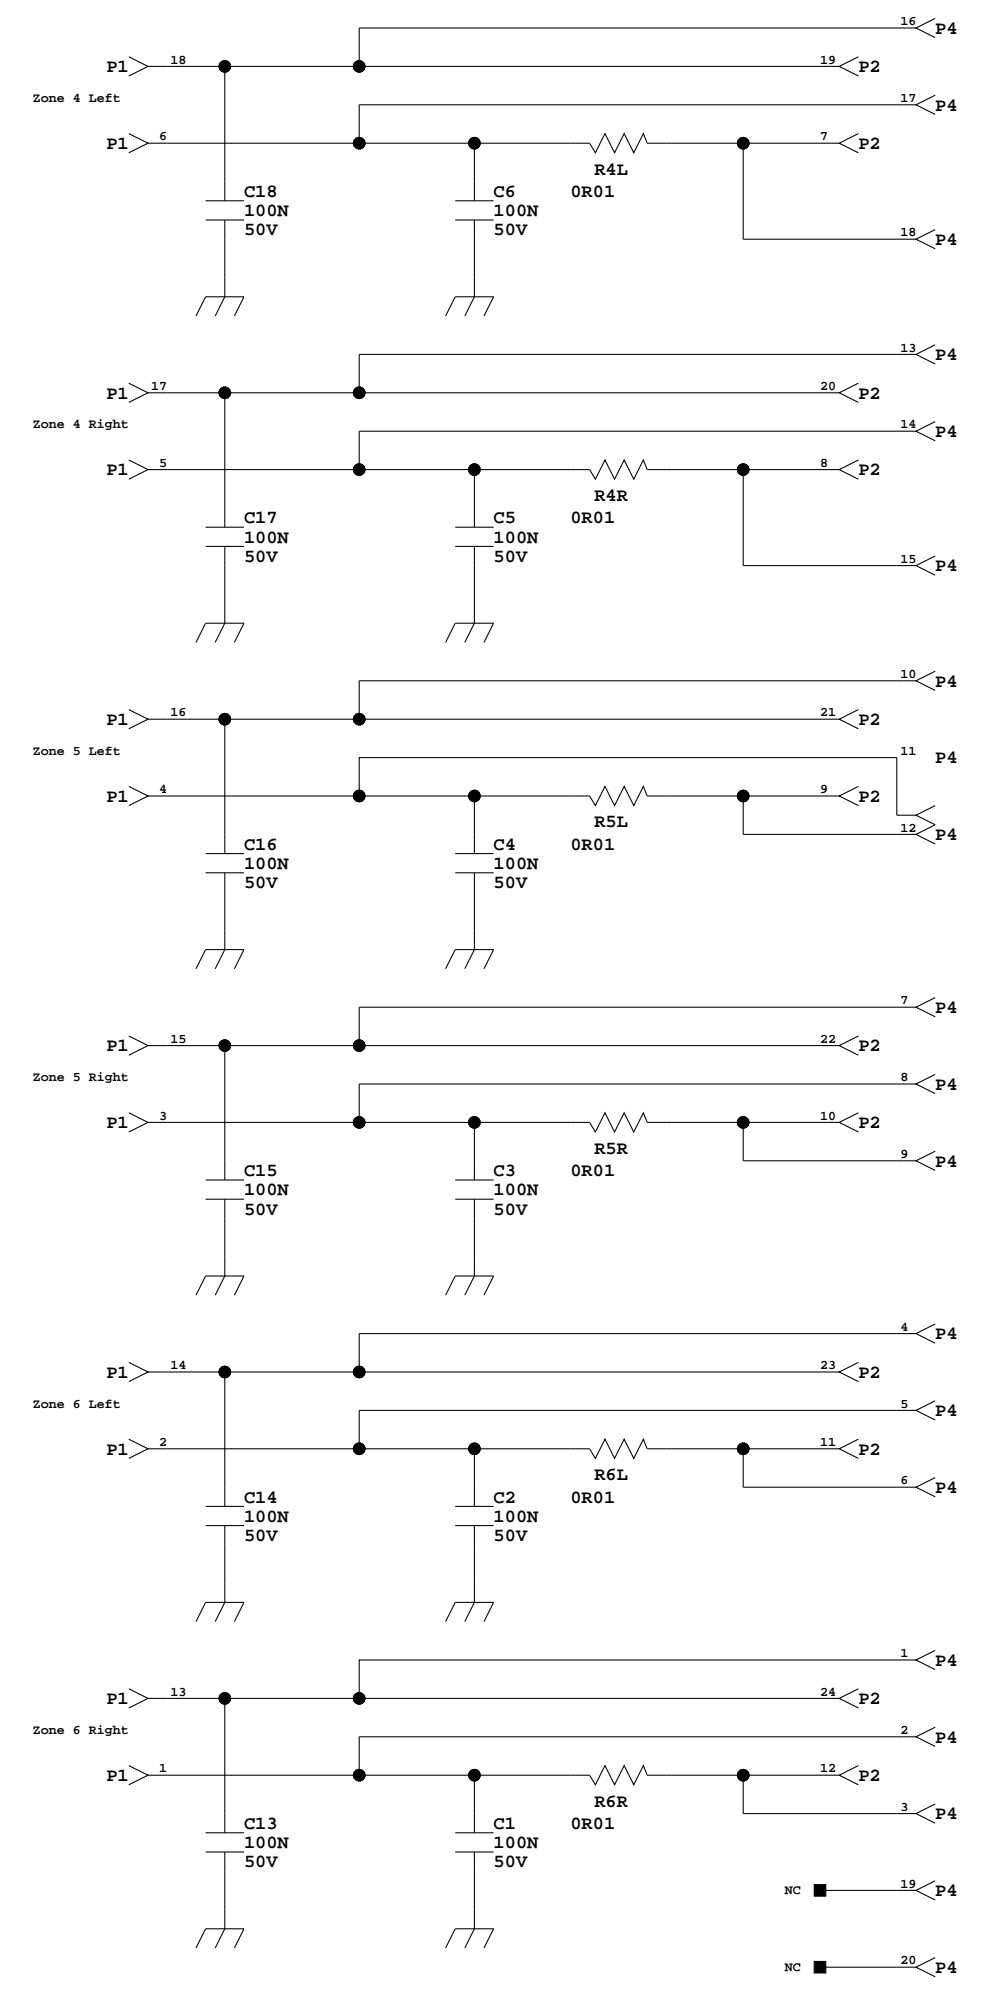 16 P4
P1 18 19 P2
Zone 4 Left 17 P4
P1 6 7 P2
R4L
C18 C6 0R01
100N 100N
50V 50V 18 P4
13 P4
P1 17 20 P2
Zone 4 Right 14 P4
P1 5 8 P2
R4R
C17 C5 0R01
100N 100N
50V 50V 15 P4
10 P4
P1 16 21 P2
Zone 5 Left 11 P4
P1 4 9 P2
R5L 12 P4
C16 C4 0R01
100N 100N
50V 50V
7 P4
P1 15 22 P2
Zone 5 Right 8 P4
P1 3 10 P2
R5R 9 P4
C15 C3 0R01
100N 100N
50V 50V
4 P4
P1 14 23 P2
Zone 6 Left 5 P4
P1 2 11 P2
R6L 6 P4
C14 C2 0R01
100N 100N
50V 50V
1 P4
P1 13 24 P2
Zone 6 Right 2 P4
P1 1 12 P2
R6R 3 P4
C13 C1 0R01
100N 100N
50V 50V
NC 19 P4
NC 20 P4